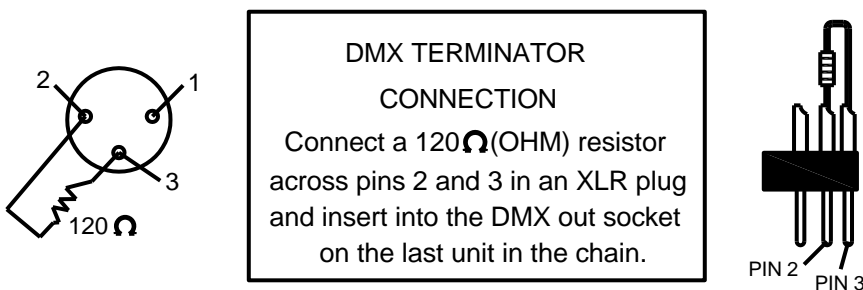 2
1
3
120 Ω
DMX TERMINATOR
CONNECTION
Connect a 120Ω(OHM) resistor
across pins 2 and 3 in an XLR plug
and insert into the DMX out socket
on the last unit in the chain.
PIN 2
PIN 3